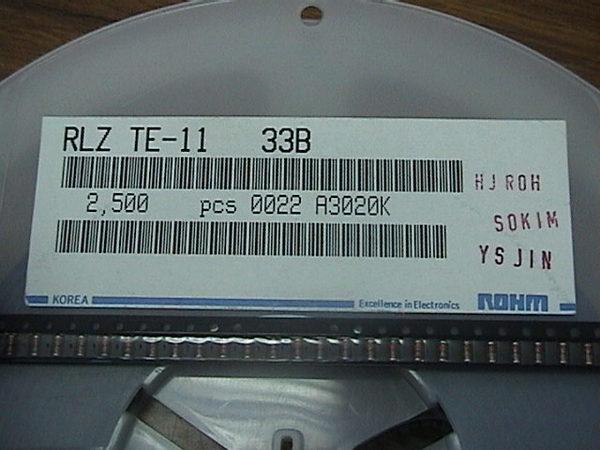 RLZ TE-11 33B
HJ ROH
2,500 pcs 0022 A3020K
SOKIM
YSJIN
KOREA Excellence in Electronics ROHM